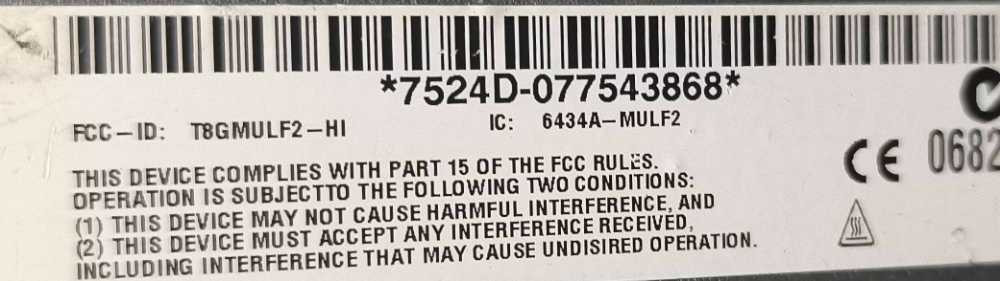 *7524D-077543868*
FCC-ID: T8GMULF2-HI IC: 6434A-MULF2
THIS DEVICE COMPLIES WITH PART 15 OF THE FCC RULES.
OPERATION IS SUBJECTTO THE FOLLOWING TWO CONDITIONS:
(1) THIS DEVICE MAY NOT CAUSE HARMFUL INTERFERENCE, AND
(2) THIS DEVICE MUST ACCEPT ANY INTERFERENCE RECEIVED,
INCLUDING INTERFERENCE THAT MAY CAUSE UNDISIRED OPERATION.
CE 0682